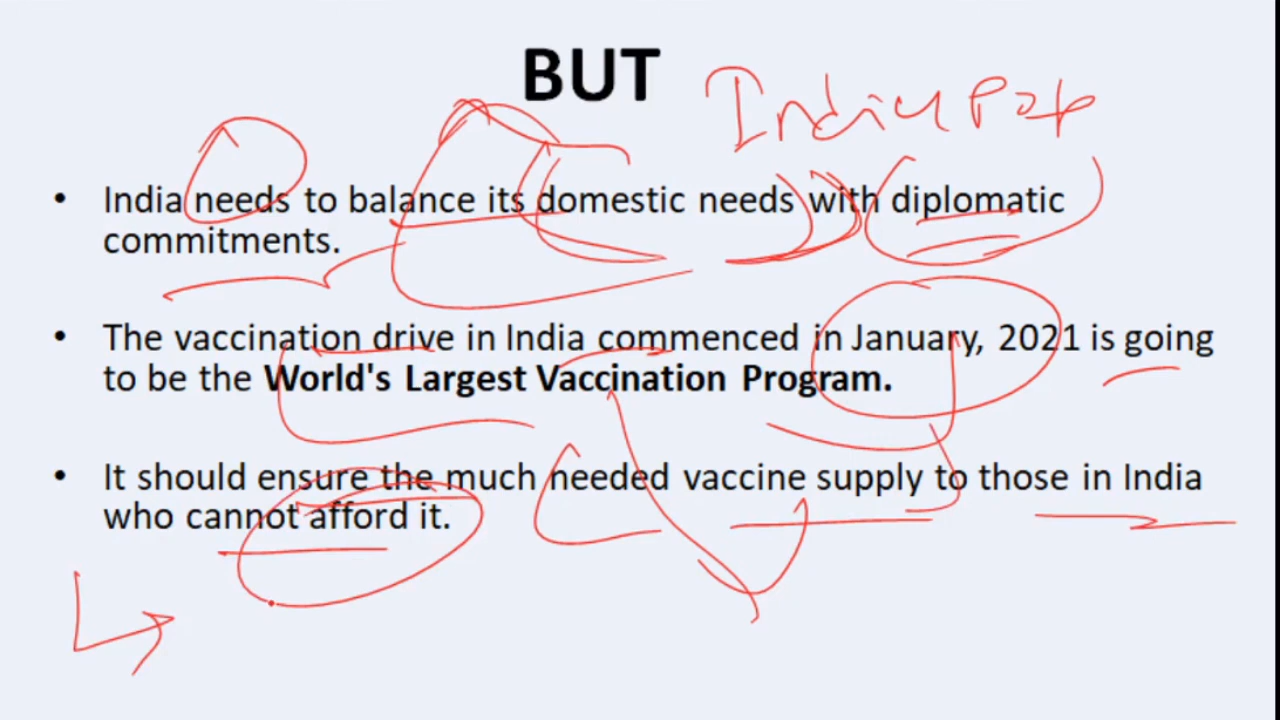 BUT
India Pop
• India needs to balance its domestic needs with diplomatic
commitments.
• The vaccination drive in India commenced in January, 2021 is going
to be the World's Largest Vaccination Program.
• It should ensure the much needed vaccine supply to those in India
who cannot afford it.